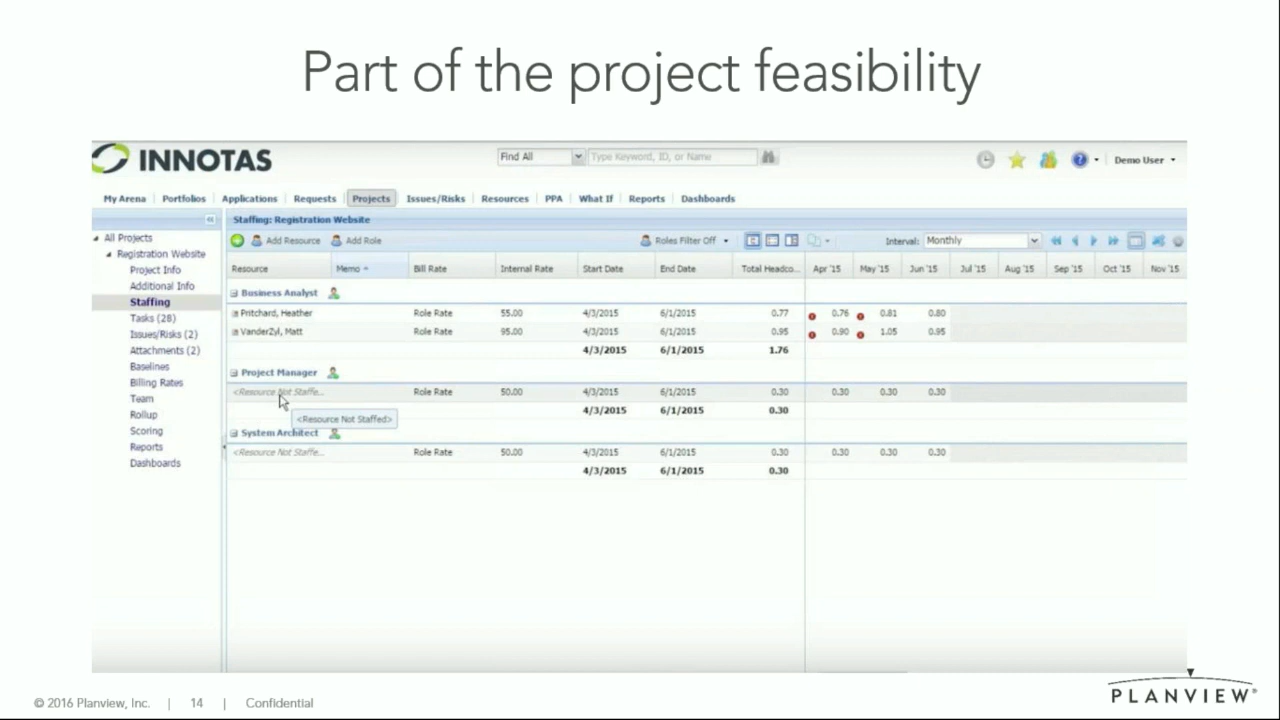 Part of the project feasibility
INNOTAS
Find All Type Keyword, ID, or Name Demo User
My Arena Portfolios Applications Requests Projects Issues/Risks Resources PPA What If Reports Dashboards
Staffing: Registration Website
All Projects
Registration Website
Project Info
Additional Info
Staffing
Tasks (28)
Issues/Risks (2)
Attachments (2)
Baselines
Billing Rates
Team
Rollup
Scoring
Reports
Dashboards
Add Resource Add Role Roles Filter Off Interval: Monthly
Resource Memo Bill Rate Internal Rate Start Date End Date Total Headco... Apr '15 May '15 Jun '15 Jul '15 Aug '15 Sep '15 Oct '15 Nov '15
Business Analyst
Pritchard, Heather Role Rate 55.00 4/3/2015 6/1/2015 0.77 0.76 0.81 0.80
VanderZyl, Matt Role Rate 95.00 4/3/2015 6/1/2015 0.95 0.90 1.05 0.95
4/3/2015 6/1/2015 1.76
Project Manager
<Resource Not Staffe... Role Rate 50.00 4/3/2015 6/1/2015 0.30 0.30 0.30 0.30
<Resource Not Staffed>
4/3/2015 6/1/2015 0.30
System Architect
<Resource Not Staffe... Role Rate 50.00 4/3/2015 6/1/2015 0.30 0.30 0.30 0.30
4/3/2015 6/1/2015 0.30
© 2016 Planview, Inc. | 14 | Confidential
PLANVIEW®